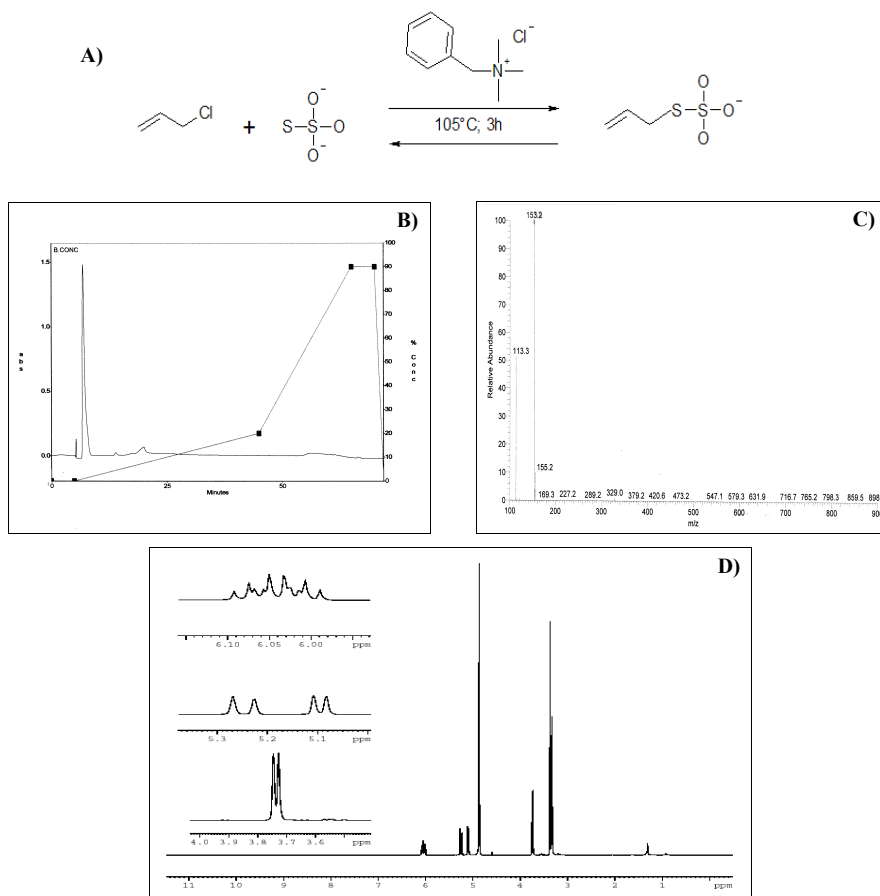 A)
Cl
+
S
S
O
O⁻
O⁻
N⁺
Cl⁻
105°C; 3h
S
S
O
O
O⁻
B)
B.CONC
1.5
1.0
0.5
0.0
abs
0
25
50
Minutes
100
90
80
70
60
50
40
30
20
10
0
% Conc
C)
153.2
113.3
155.2
169.3 227.2 289.2 329.0 379.2 420.6 473.2 547.1 579.3 631.9 716.7 765.2 798.3 859.5 898.
100
90
80
70
60
50
40
30
20
10
0
Relative Abundance
100 200 300 400 500 600 700 800 900
m/z
D)
6.10 6.05 6.00 ppm
5.3 5.2 5.1 ppm
4.0 3.9 3.8 3.7 3.6 ppm
11 10 9 8 7 6 5 4 3 2 1 ppm